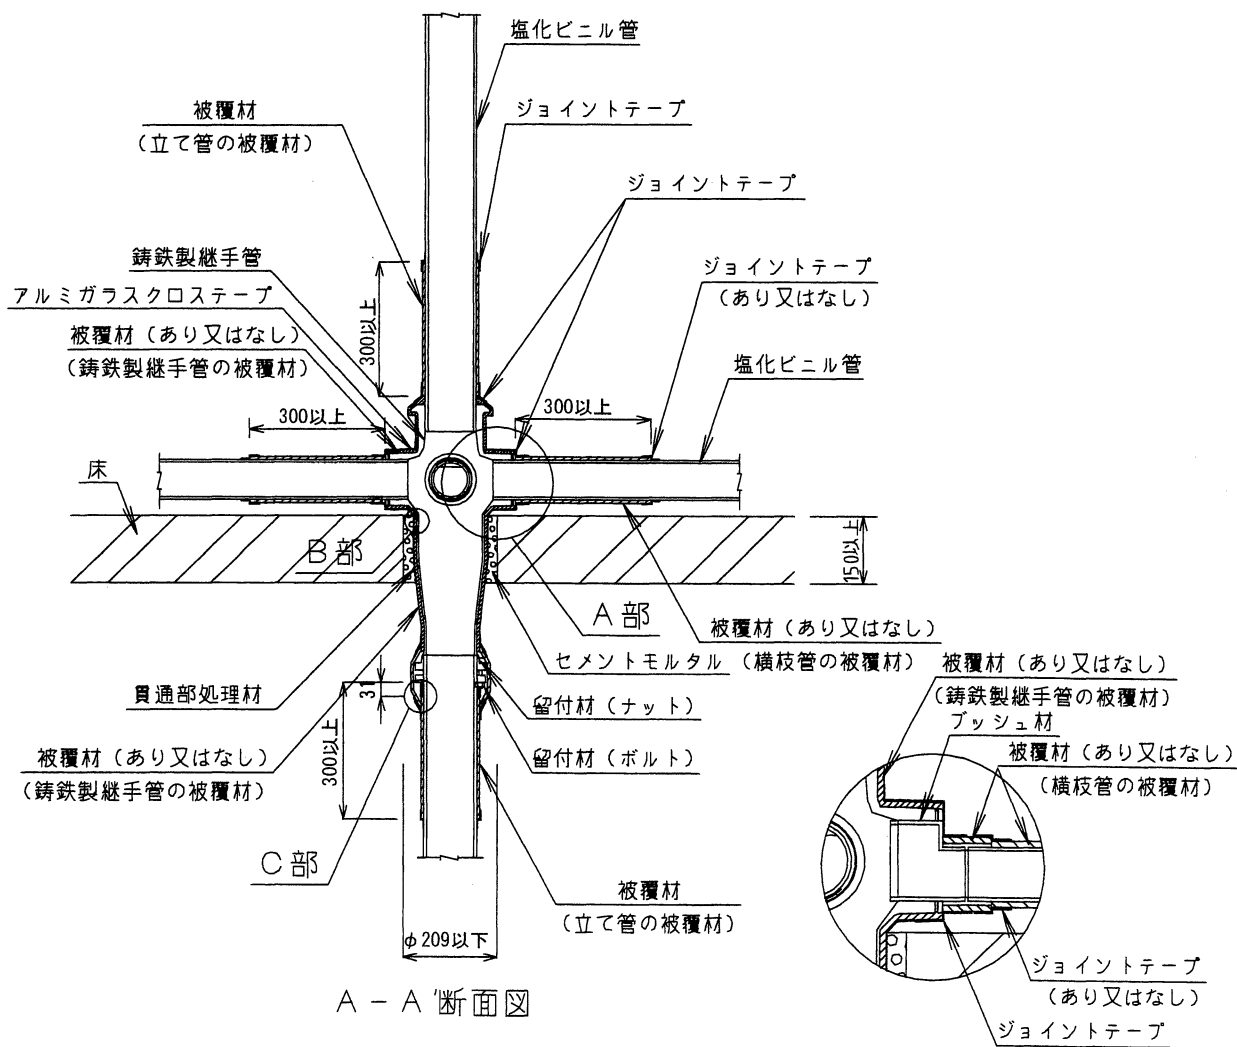 塩化ビニル管
被覆材
(立て管の被覆材)
ジョイントテープ
ジョイントテープ
鋳鉄製継手管
アルミガラスクロステープ
被覆材(あり又はなし)
(鋳鉄製継手管の被覆材)
ジョイントテープ
(あり又はなし)
塩化ビニル管
300以上
300以上
300以上
床
B部
A部
150以上
被覆材(あり又はなし)
(横枝管の被覆材)
セメントモルタル
貫通部処理材
31
300以上
留付材(ナット)
留付材(ボルト)
被覆材(あり又はなし)
(鋳鉄製継手管の被覆材)
C部
被覆材
(立て管の被覆材)
φ209以下
A-A'断面図
被覆材(あり又はなし)
(鋳鉄製継手管の被覆材)
ブッシュ材
被覆材(あり又はなし)
(横枝管の被覆材)
ジョイントテープ
(あり又はなし)
ジョイントテープ